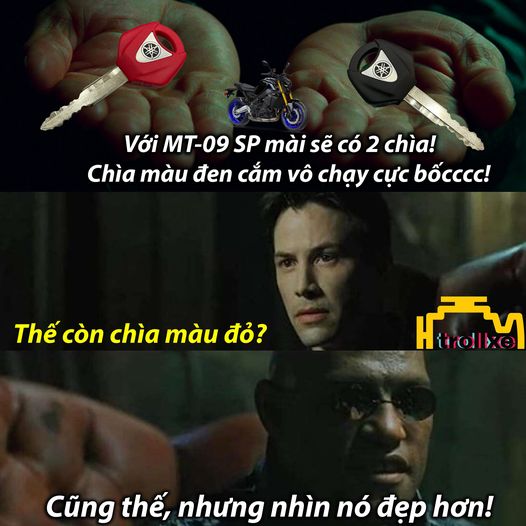 Với MT-09 SP mài sẽ có 2 chìa!
Chìa màu đen cắm vô chạy cực bốcccc!
Thế còn chìa màu đỏ?
trollxe
Cũng thế, nhưng nhìn nó đẹp hơn!